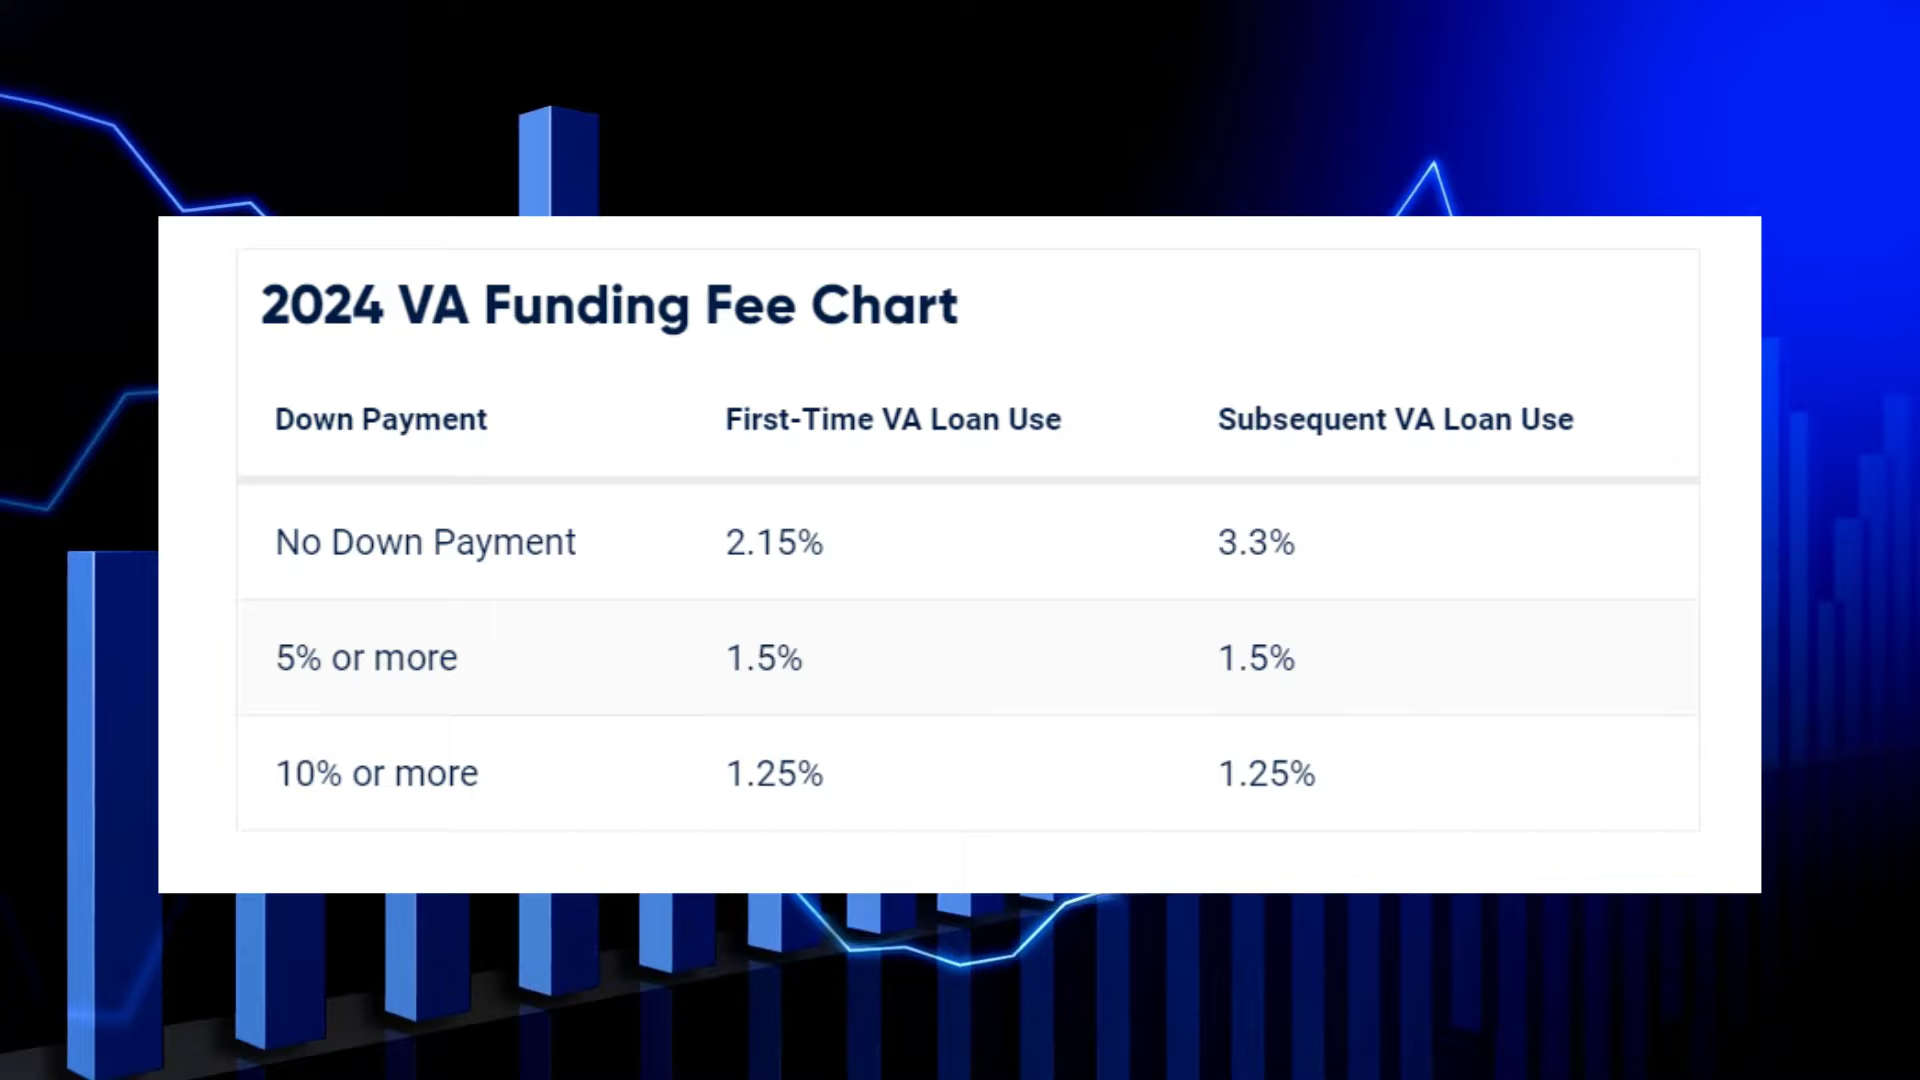 2024 VA Funding Fee Chart
Down Payment First-Time VA Loan Use Subsequent VA Loan Use
No Down Payment 2.15% 3.3%
5% or more 1.5% 1.5%
10% or more 1.25% 1.25%